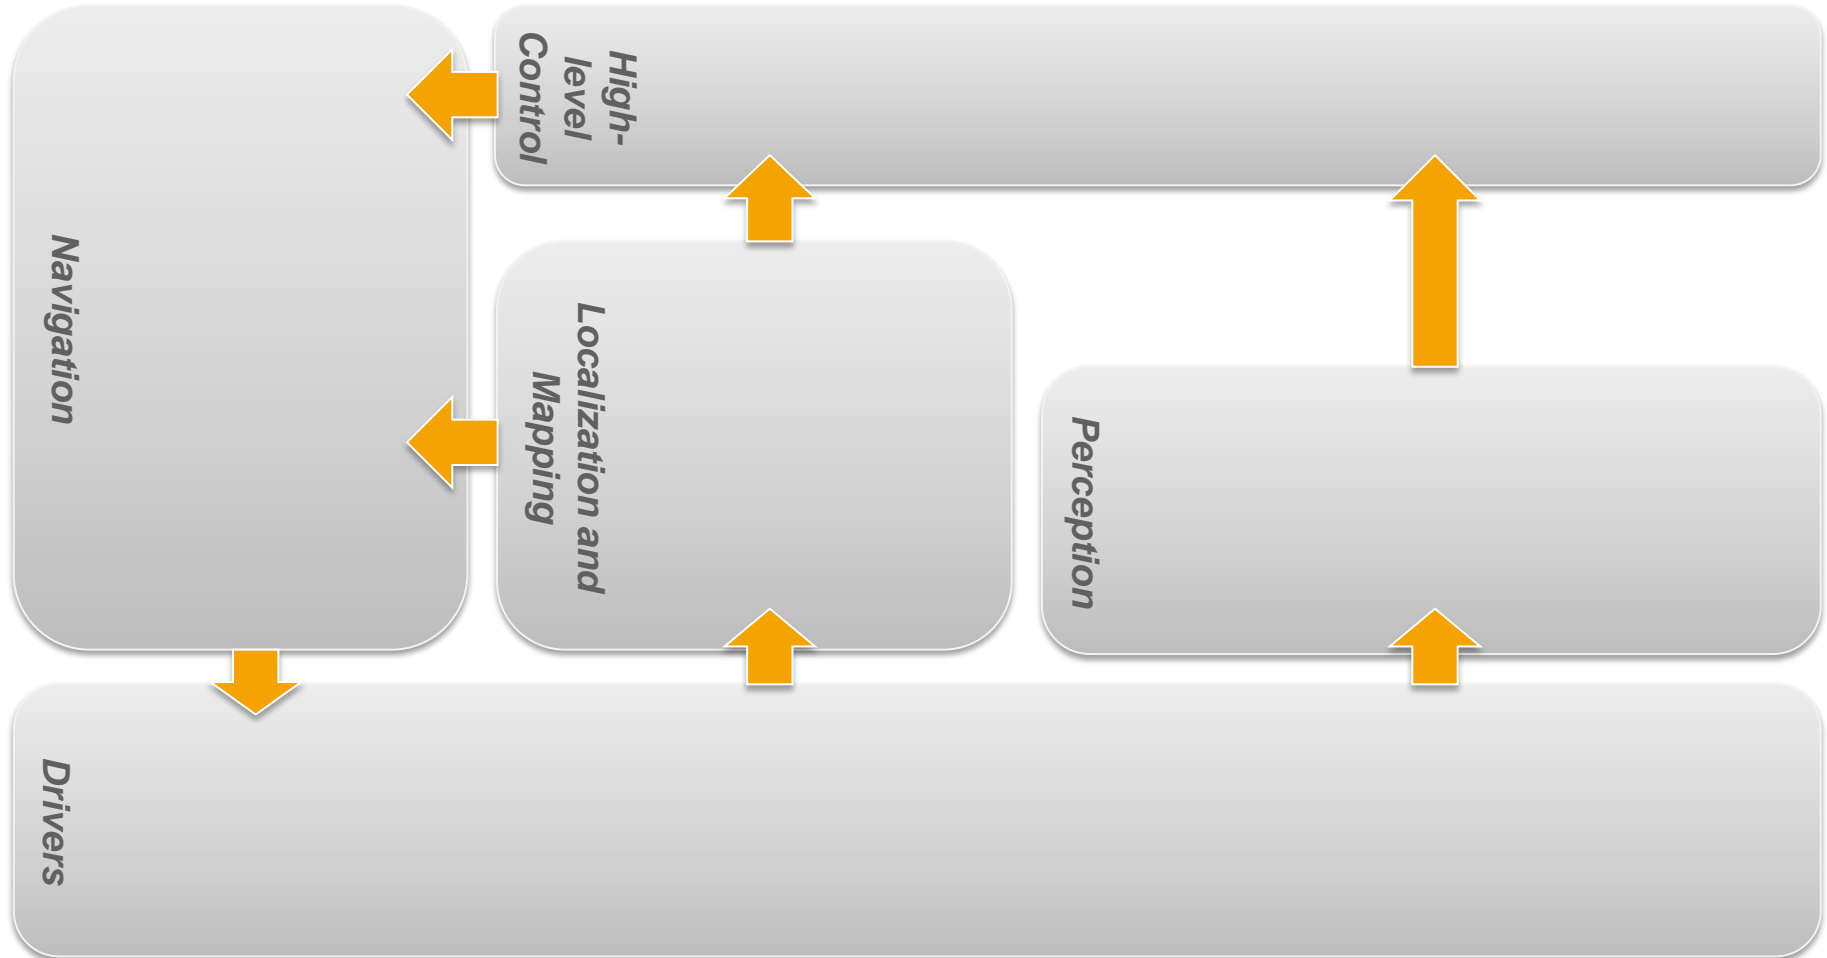 High-
level
Control
Navigation
Localization and
Mapping
Perception
Drivers